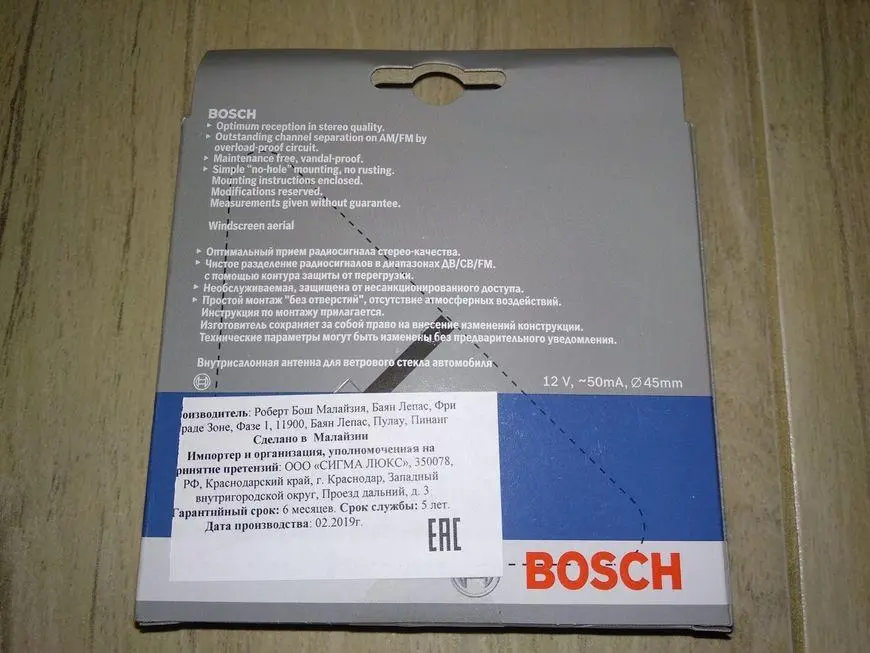 BOSCH
▸ Optimum reception in stereo quality.
▸ Outstanding channel separation on AM/FM by
overload-proof circuit.
▸ Maintenance free, vandal-proof.
▸ Simple "no-hole" mounting, no rusting.
Mounting instructions enclosed.
Modifications reserved.
Measurements given without guarantee.
Windscreen aerial
▸ Оптимальный прием радиосигнала стерео-качества.
▸ Чистое разделение радиосигналов в диапазонах ДВ/СВ/FM.
с помощью контура защиты от перегрузки.
▸ Необслуживаемая, защищена от несанкционированного доступа.
▸ Простой монтаж "без отверстий", отсутствие атмосферных воздействий.
Инструкция по монтажу прилагается.
Изготовитель сохраняет за собой право на внесение изменений конструкции.
Технические параметры могут быть изменены без предварительного уведомления.
Внутрисалонная антенна для ветрового стекла автомобиля
12 V, ~50mA, Ø 45mm
оизводитель: Роберт Бош Малайзия, Баян Лепас, Фри
раде Зоне, Фазе 1, 11900, Баян Лепас, Пулау, Пинанг
Сделано в Малайзии
Импортер и организация, уполномоченная на
ринятие претензий: ООО «СИГМА ЛЮКС», 350078,
РФ, Краснодарский край, г. Краснодар, Западный
внутригородской округ, Проезд дальний, д. 3
Гарантийный срок: 6 месяцев. Срок службы: 5 лет.
Дата производства: 02.2019г.
EAC
BOSCH